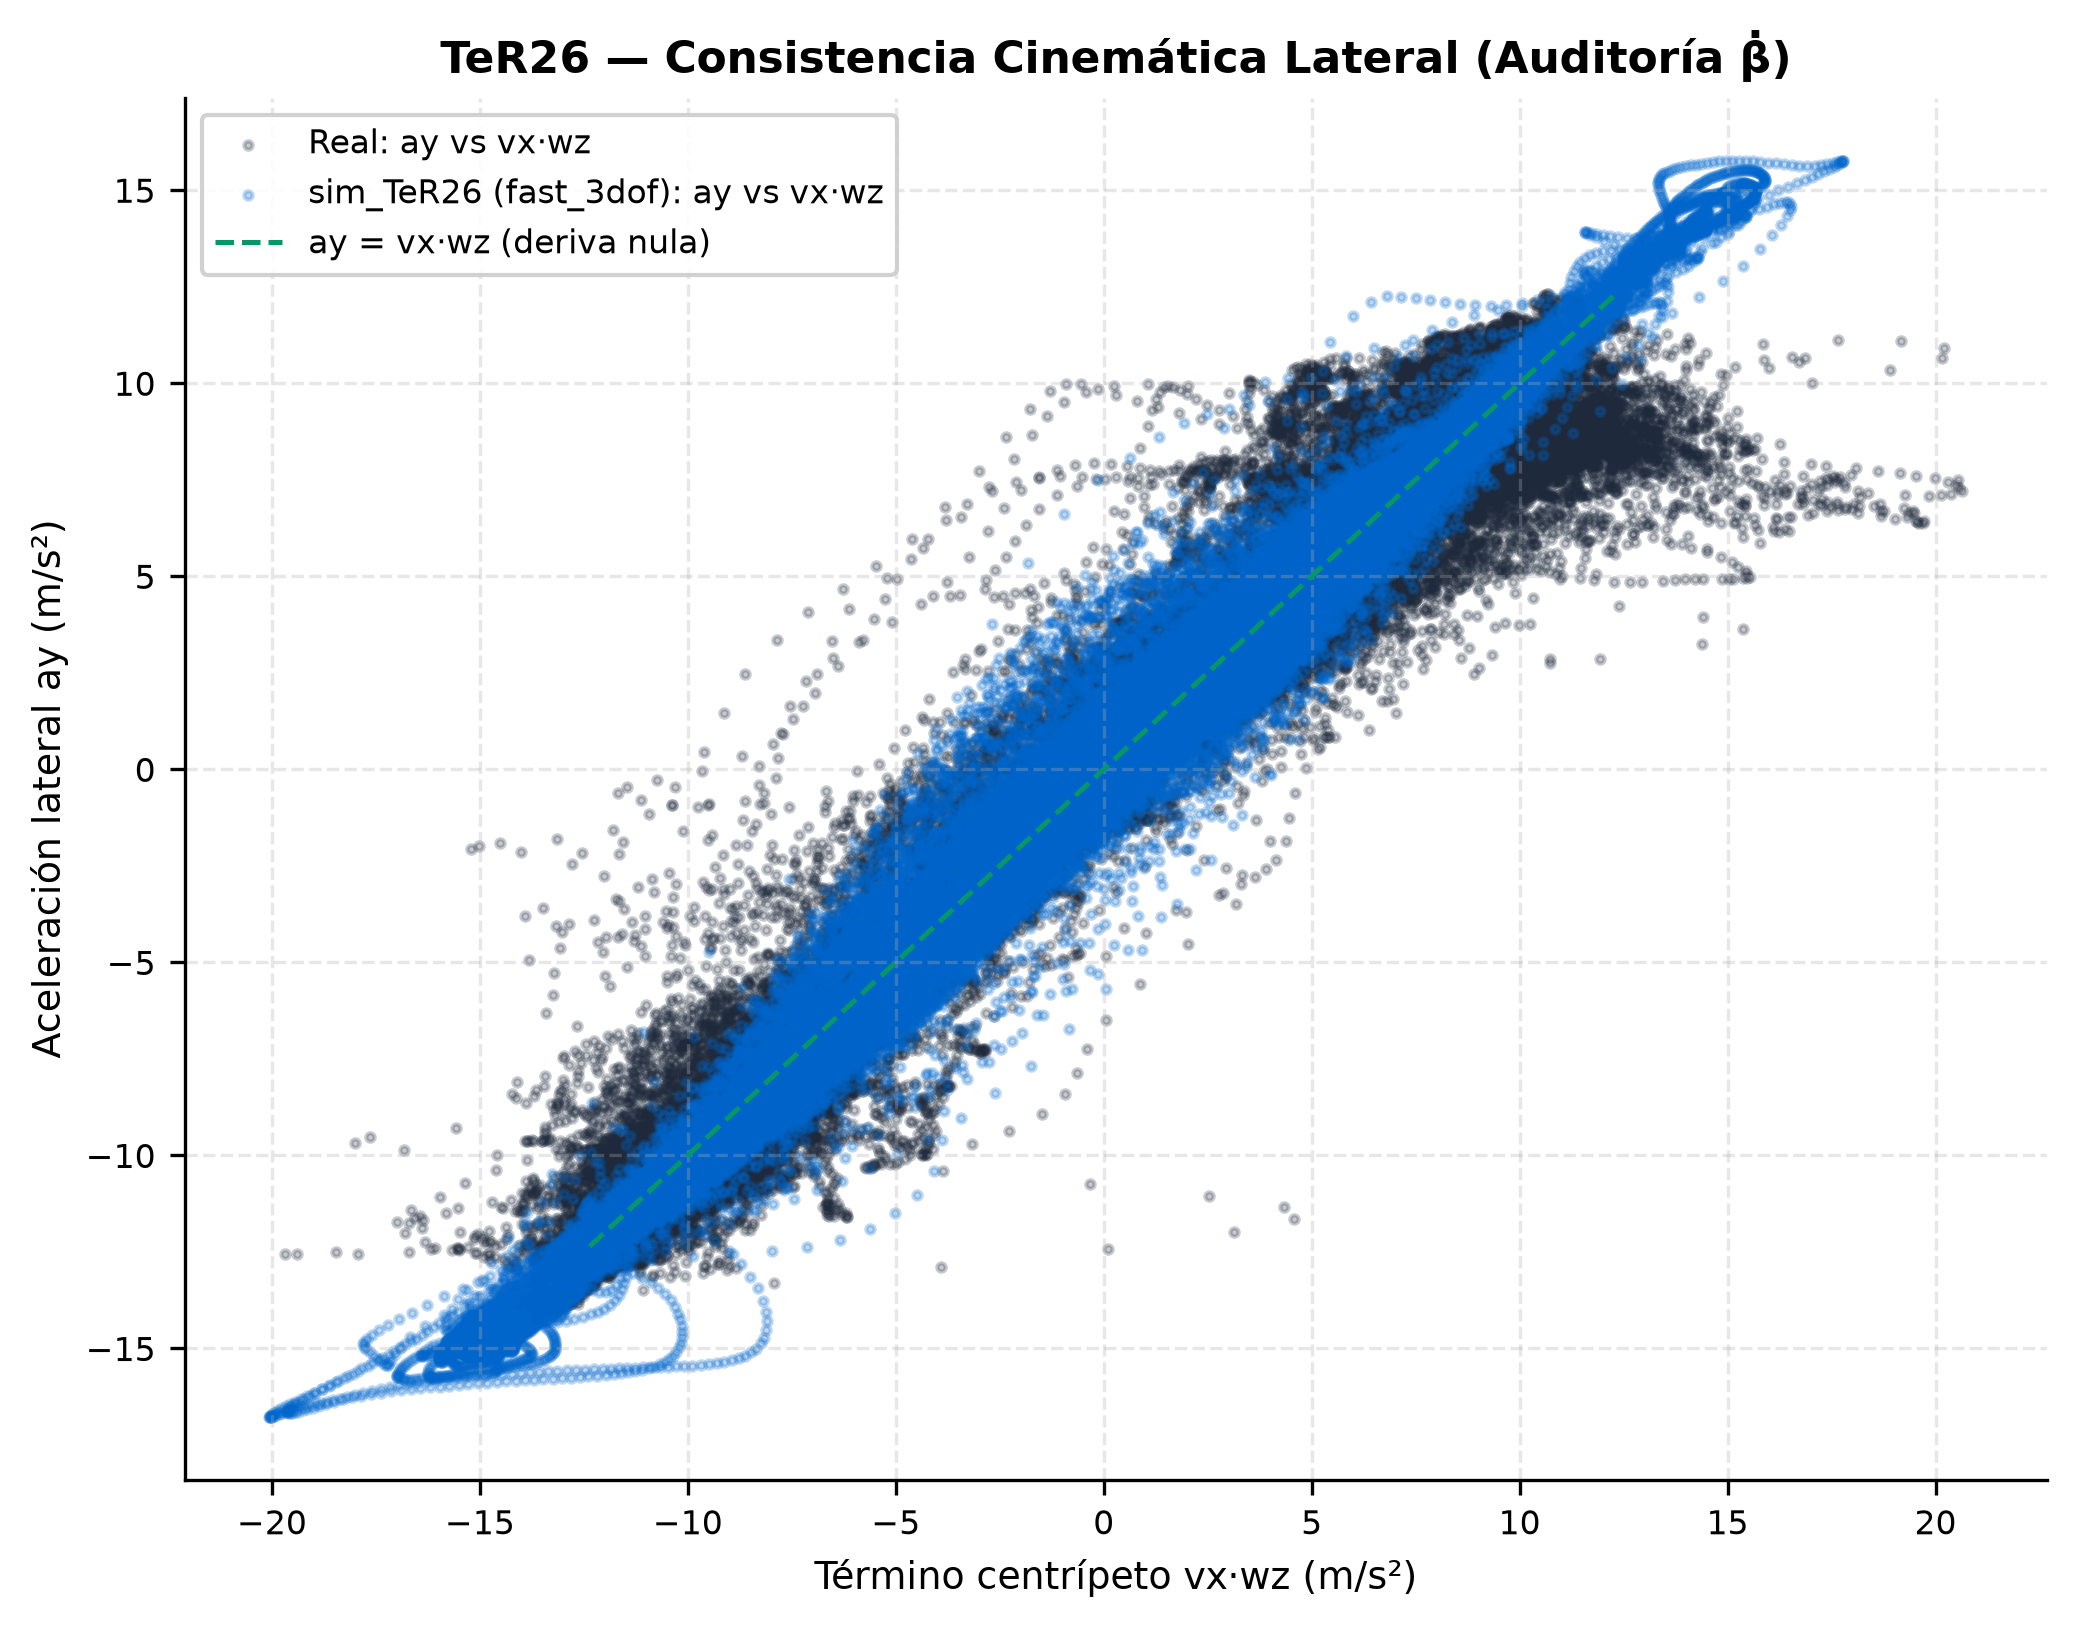 TeR26 — Consistencia Cinemática Lateral (Auditoría β̇)
Real: ay vs vx·wz
sim_TeR26 (fast_3dof): ay vs vx·wz
ay = vx·wz (deriva nula)
15
10
5
0
−5
−10
−15
Aceleración lateral ay (m/s²)
−20 −15 −10 −5 0 5 10 15 20
Término centrípeto vx·wz (m/s²)